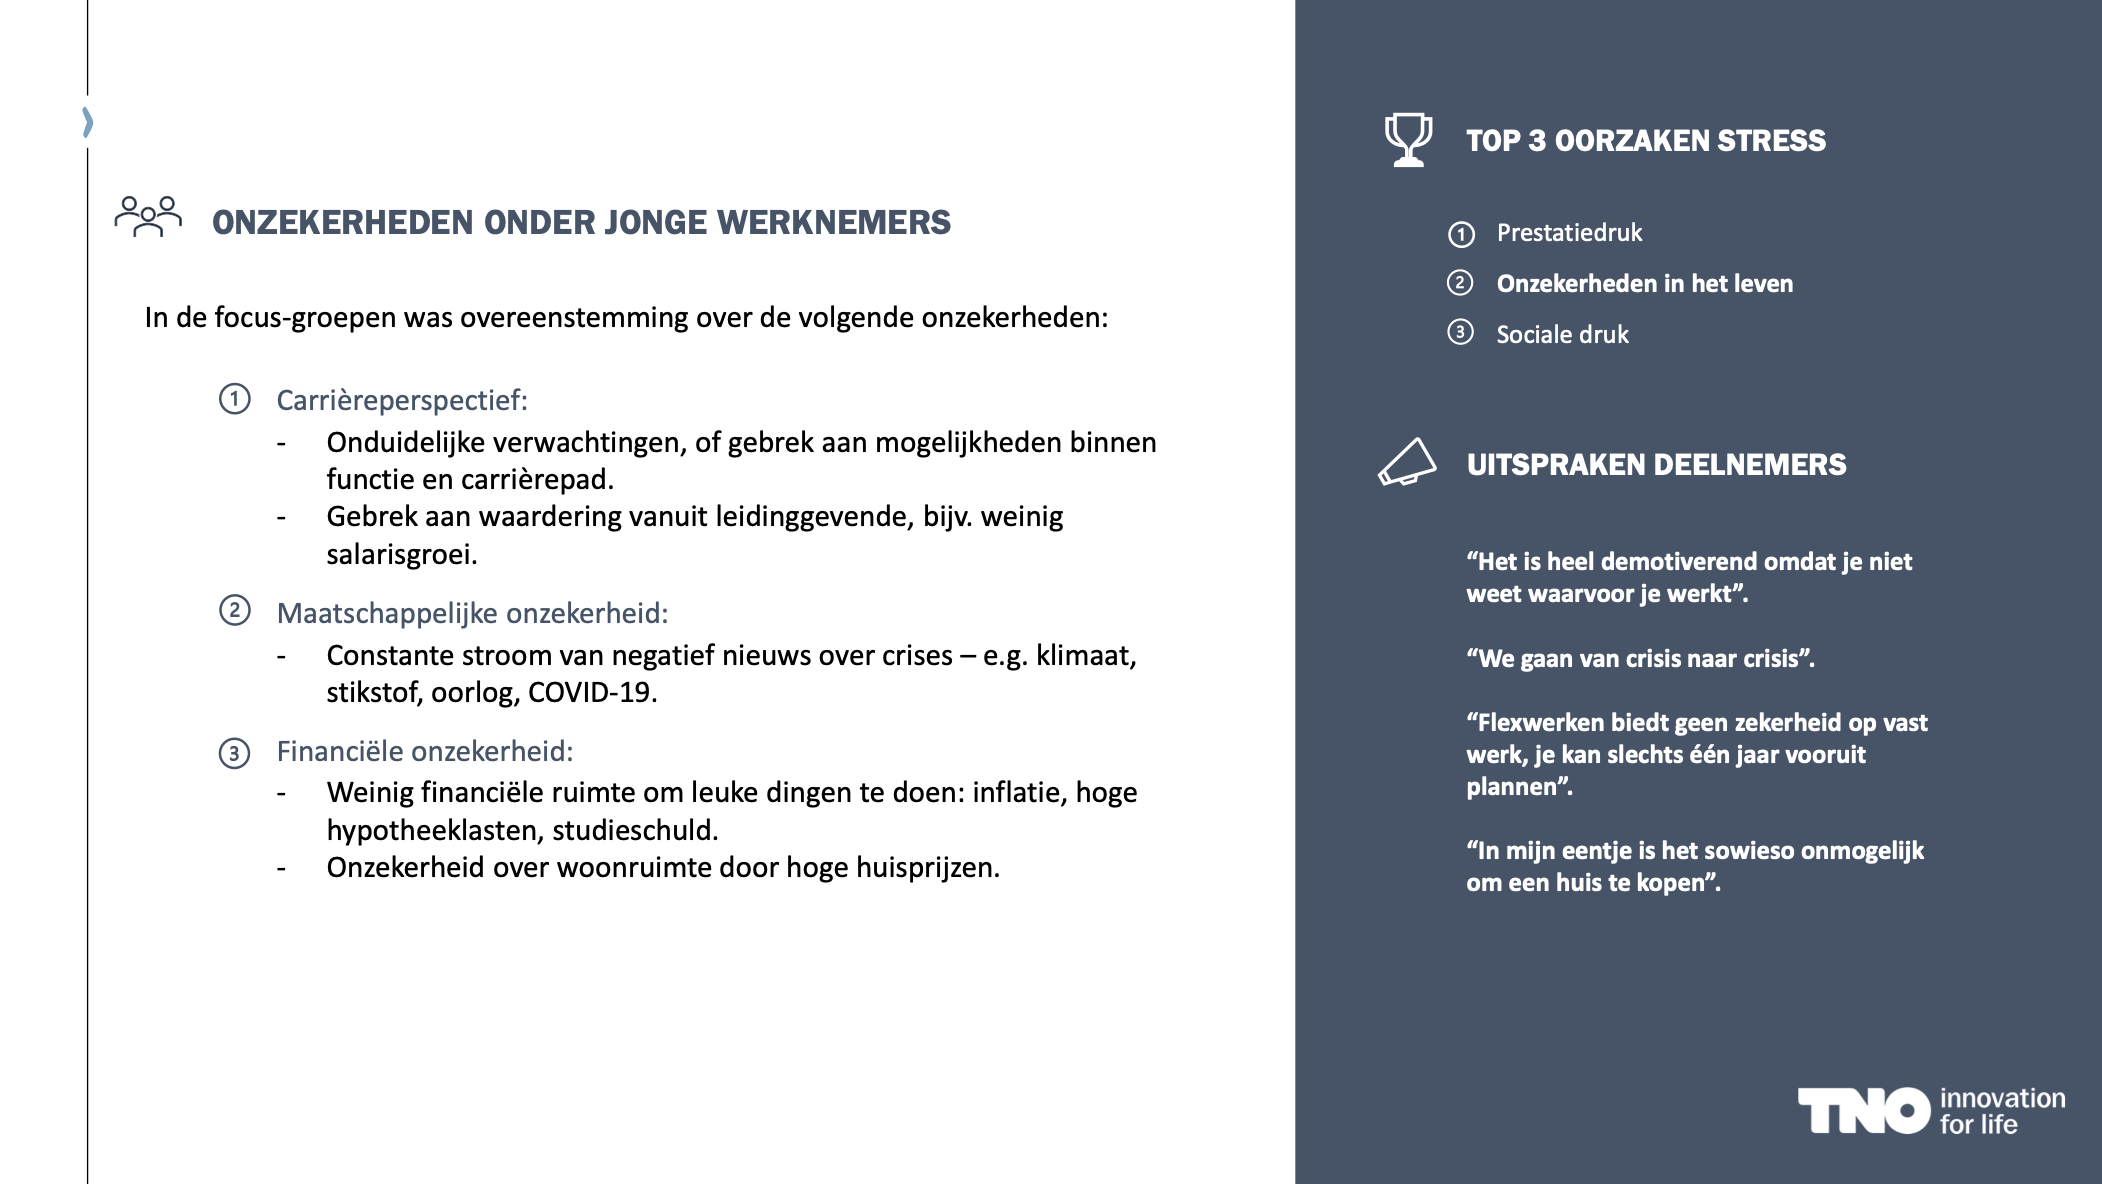 ONZEKERHEDEN ONDER JONGE WERKNEMERS
In de focus-groepen was overeenstemming over de volgende onzekerheden:
1 Carrièreperspectief:
- Onduidelijke verwachtingen, of gebrek aan mogelijkheden binnen
functie en carrièrepad.
- Gebrek aan waardering vanuit leidinggevende, bijv. weinig
salarisgroei.
2 Maatschappelijke onzekerheid:
- Constante stroom van negatief nieuws over crises – e.g. klimaat,
stikstof, oorlog, COVID-19.
3 Financiële onzekerheid:
- Weinig financiële ruimte om leuke dingen te doen: inflatie, hoge
hypotheeklasten, studieschuld.
- Onzekerheid over woonruimte door hoge huisprijzen.
TOP 3 OORZAKEN STRESS
1 Prestatiedruk
2 Onzekerheden in het leven
3 Sociale druk
UITSPRAKEN DEELNEMERS
“Het is heel demotiverend omdat je niet
weet waarvoor je werkt”.
“We gaan van crisis naar crisis”.
“Flexwerken biedt geen zekerheid op vast
werk, je kan slechts één jaar vooruit
plannen”.
“In mijn eentje is het sowieso onmogelijk
om een huis te kopen”.
TNO innovation
for life